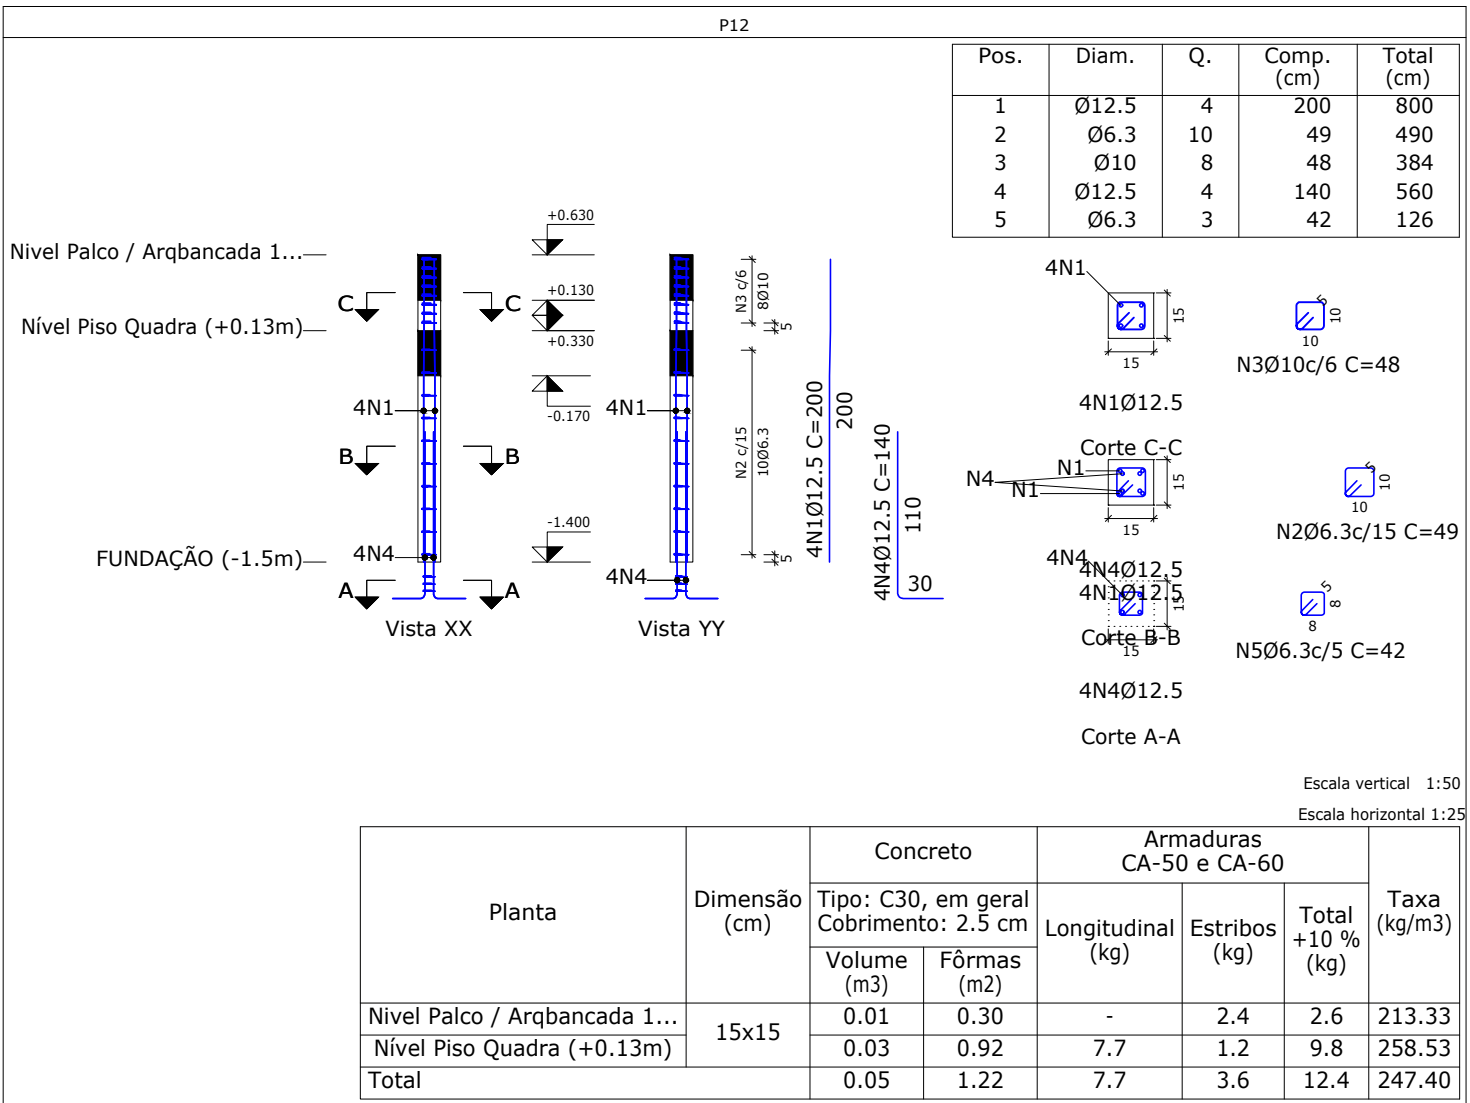 P12
Pos. Diam. Q. Comp. (cm) Total (cm)
1 Ø12.5 4 200 800
2 Ø6.3 10 49 490
3 Ø10 8 48 384
4 Ø12.5 4 140 560
5 Ø6.3 3 42 126
Nivel Palco / Arqbancada 1...
Nível Piso Quadra (+0.13m)
FUNDAÇÃO (-1.5m)
C C
B B
A A
4N1
4N4
Vista XX
+0.630
+0.130
+0.330
-0.170
-1.400
4N1
4N4
Vista YY
N3 c/6
8Ø10
5
N2 c/15
10Ø6.3
5
4N1Ø12.5 C=200
200
4N4Ø12.5 C=140
110
30
4N1
15
15
4N1Ø12.5
Corte C-C
5
10
10
N3Ø10c/6 C=48
N1
N4
N1
15
15
4N4Ø12.5
4N1Ø12.5
Corte B-B
5
10
10
N2Ø6.3c/15 C=49
4N4
15
15
4N4Ø12.5
Corte A-A
5
8
8
N5Ø6.3c/5 C=42
Escala vertical 1:50
Escala horizontal 1:25
Planta
Dimensão
(cm)
Concreto
Tipo: C30, em geral
Cobrimento: 2.5 cm
Volume
(m3)
Fôrmas
(m2)
Armaduras
CA-50 e CA-60
Longitudinal
(kg)
Estribos
(kg)
Total
+10 %
(kg)
Taxa
(kg/m3)
Nivel Palco / Arqbancada 1... 15x15 0.01 0.30 - 2.4 2.6 213.33
Nível Piso Quadra (+0.13m) 0.03 0.92 7.7 1.2 9.8 258.53
Total 0.05 1.22 7.7 3.6 12.4 247.40